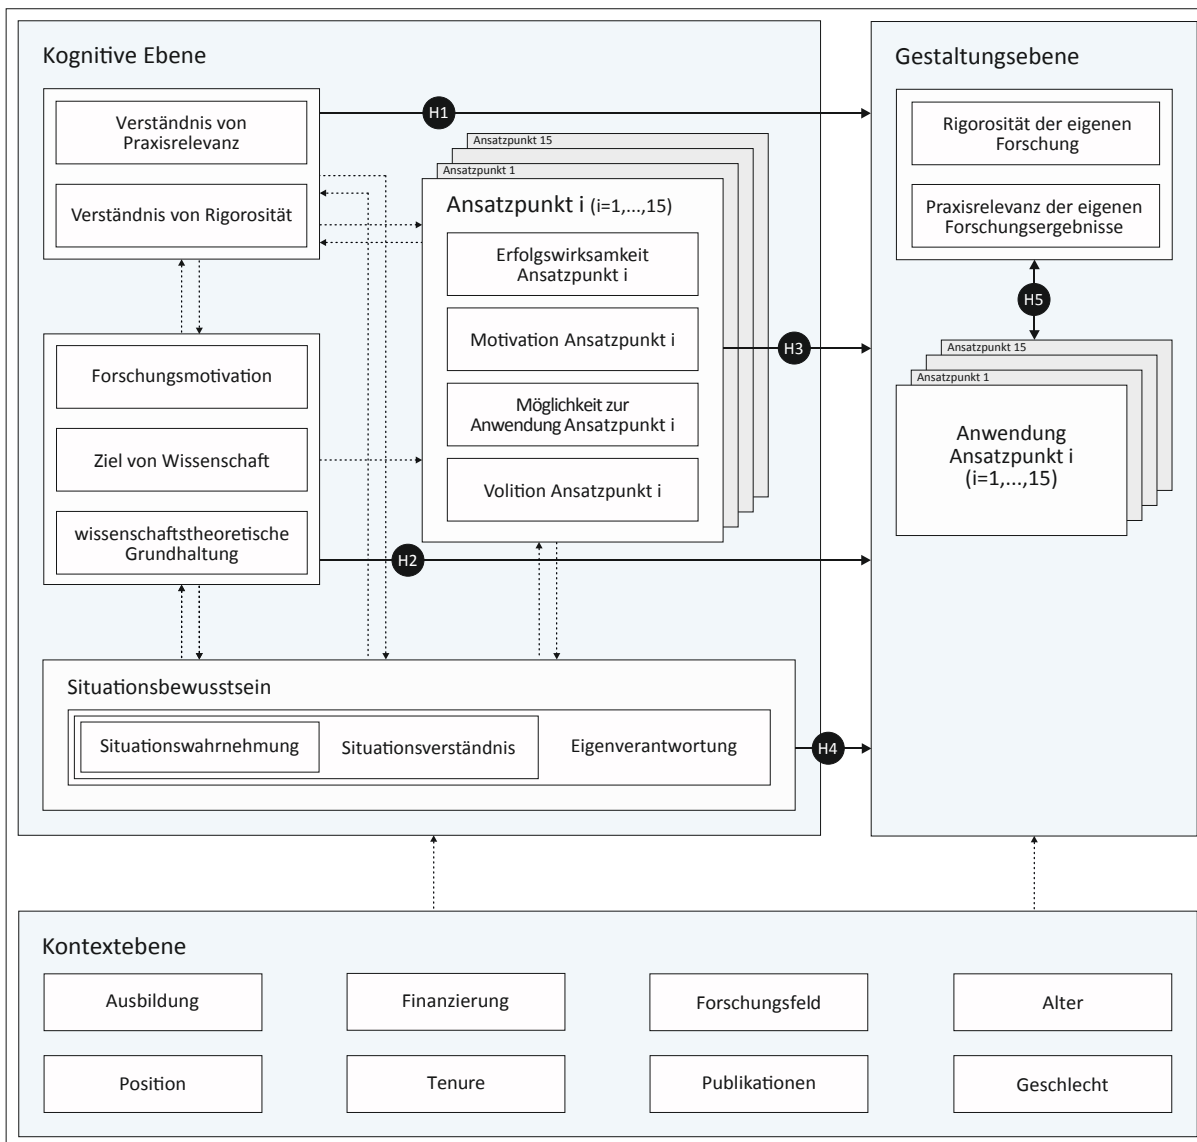 Kognitive Ebene
Verständnis von
Praxisrelevanz
Verständnis von Rigorosität
Forschungsmotivation
Ziel von Wissenschaft
wissenschaftstheoretische
Grundhaltung
H1
Ansatzpunkt 15
Ansatzpunkt 1
Ansatzpunkt i (i=1,...,15)
Erfolgswirksamkeit
Ansatzpunkt i
Motivation Ansatzpunkt i
Möglichkeit zur
Anwendung Ansatzpunkt i
Volition Ansatzpunkt i
H3
H2
Situationsbewusstsein
Situationswahrnehmung
Situationsverständnis
Eigenverantwortung
H4
Gestaltungsebene
Rigorosität der eigenen
Forschung
Praxisrelevanz der eigenen
Forschungsergebnisse
H5
Ansatzpunkt 15
Ansatzpunkt 1
Anwendung
Ansatzpunkt i
(i=1,...,15)
Kontextebene
Ausbildung
Finanzierung
Forschungsfeld
Alter
Position
Tenure
Publikationen
Geschlecht